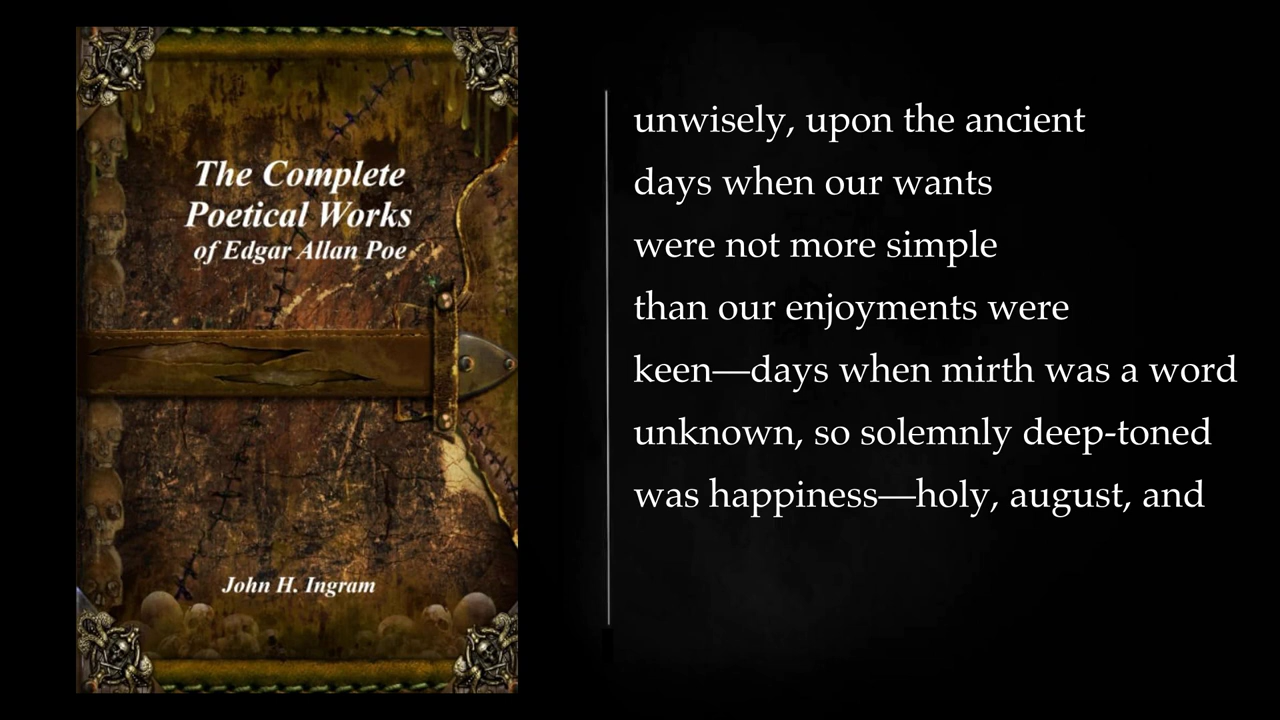 The Complete
Poetical Works
of Edgar Allan Poe
John H. Ingram
unwisely, upon the ancient
days when our wants
were not more simple
than our enjoyments were
keen—days when mirth was a word
unknown, so solemnly deep-toned
was happiness—holy, august, and